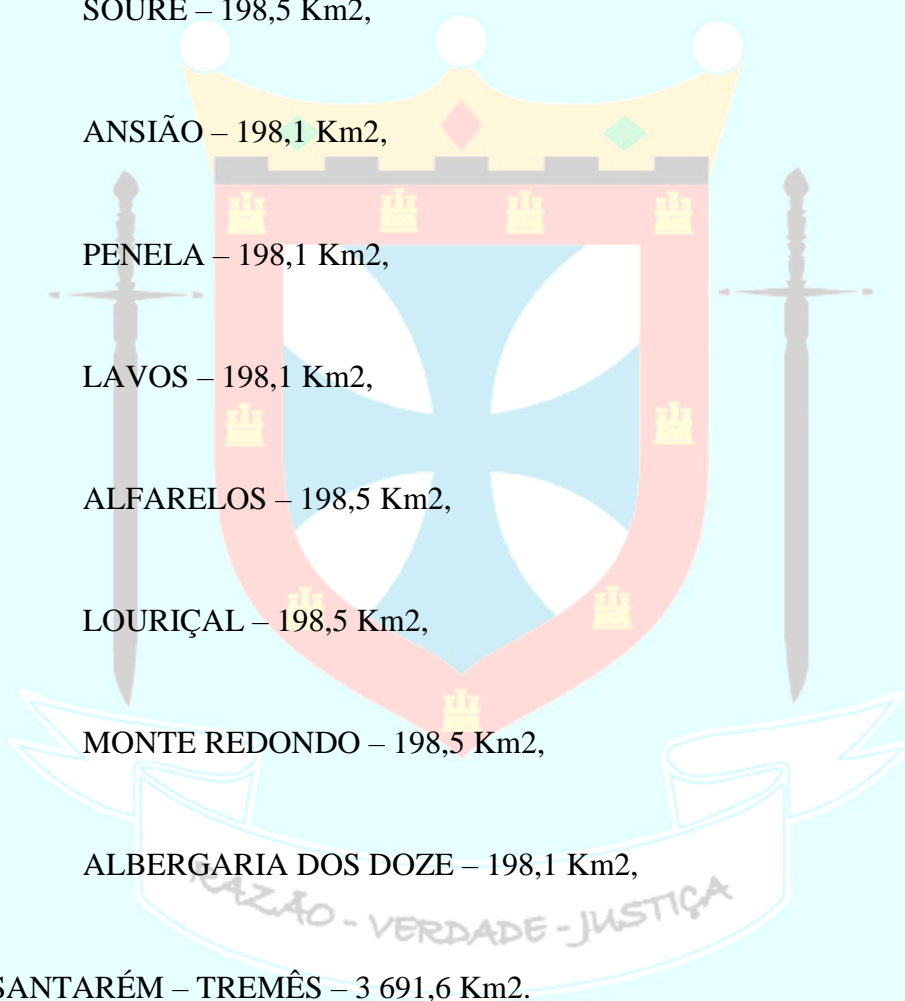 SOURE – 198,5 Km2,
ANSIÃO – 198,1 Km2,
PENELA – 198,1 Km2,
LAVOS – 198,1 Km2,
ALFARELOS – 198,5 Km2,
LOURIÇAL – 198,5 Km2,
MONTE REDONDO – 198,5 Km2,
ALBERGARIA DOS DOZE – 198,1 Km2,
RAZÃO - VERDADE - JUSTIÇA
SANTARÉM – TREMÊS – 3 691,6 Km2.